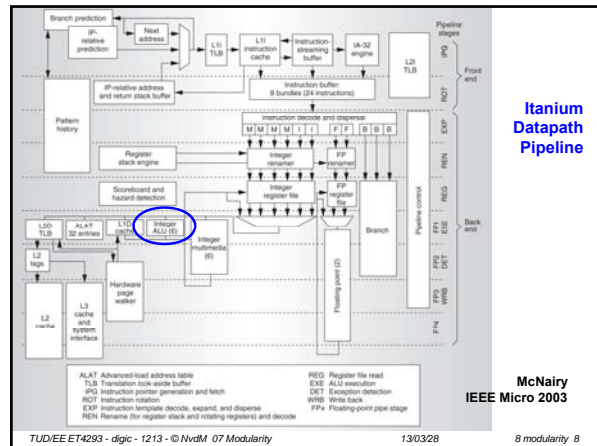 Branch prediction
IP-
relative
prediction
Next
address
L1I
TLB
L1I
instruction
cache
Instruction-
streaming
buffer
IA-32
engine
L2I
TLB
Pipeline
stages
IPG
ROT
Front
end
Pattern
history
IP-relative address
and return stack buffer
Instruction buffer:
8 bundles (24 instructions)
Itanium
Datapath
Pipeline
instruction decode and dispersal
M M M M I I F F B B B
EXP
Register
stack engine
Integer
renamer
FP
renamer
REN
Scoreboard and
hazard detection
Integer
register file
FP
register
file
REG
Pipeline control
Back
end
L2D
TLB
ALAT
32 entries
L1D
cache
Integer
ALU (6)
Integer
multimedia
(6)
Branch
Floating point (2)
FP1
EXE
L2
tags
Hardware
page
walker
FP2
DET
L2
cache
L3
cache
and
system
interface
FP3
WRB
FP4
ALAT Advanced-load address table
TLB Translation look-aside buffer
IPG Instruction pointer generation and fetch
ROT Instruction rotation
EXP Instruction template decode, expand, and disperse
REN Rename (for register stack and rotating registers) and decode
REG Register file read
EXE ALU execution
DET Exception detection
WRB Write back
FPx Floating-point pipe stage
McNairy
IEEE Micro 2003
TUD/EE ET4293 - digic - 1213 - © NvdM 07 Modularity
13/03/28
8 modularity 8